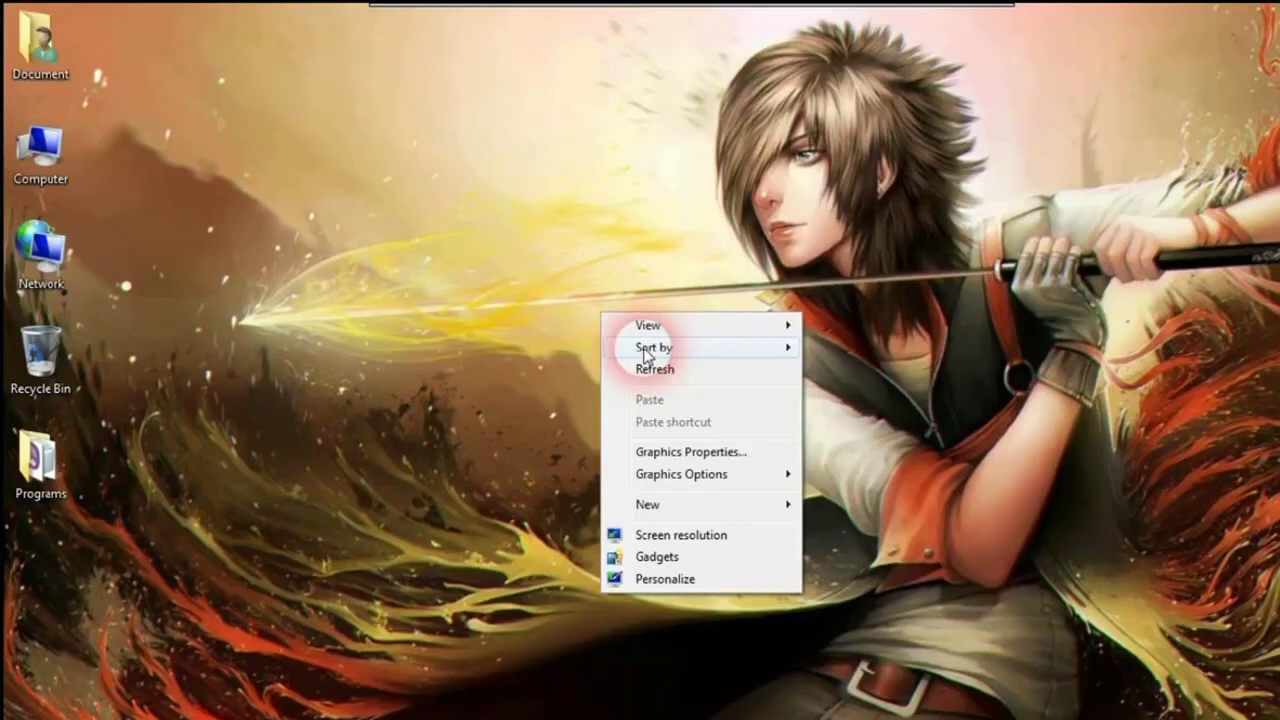 Document
Computer
Network
Recycle Bin
Programs
View
Sort by
Refresh
Paste
Paste shortcut
Graphics Properties...
Graphics Options
New
Screen resolution
Gadgets
Personalize